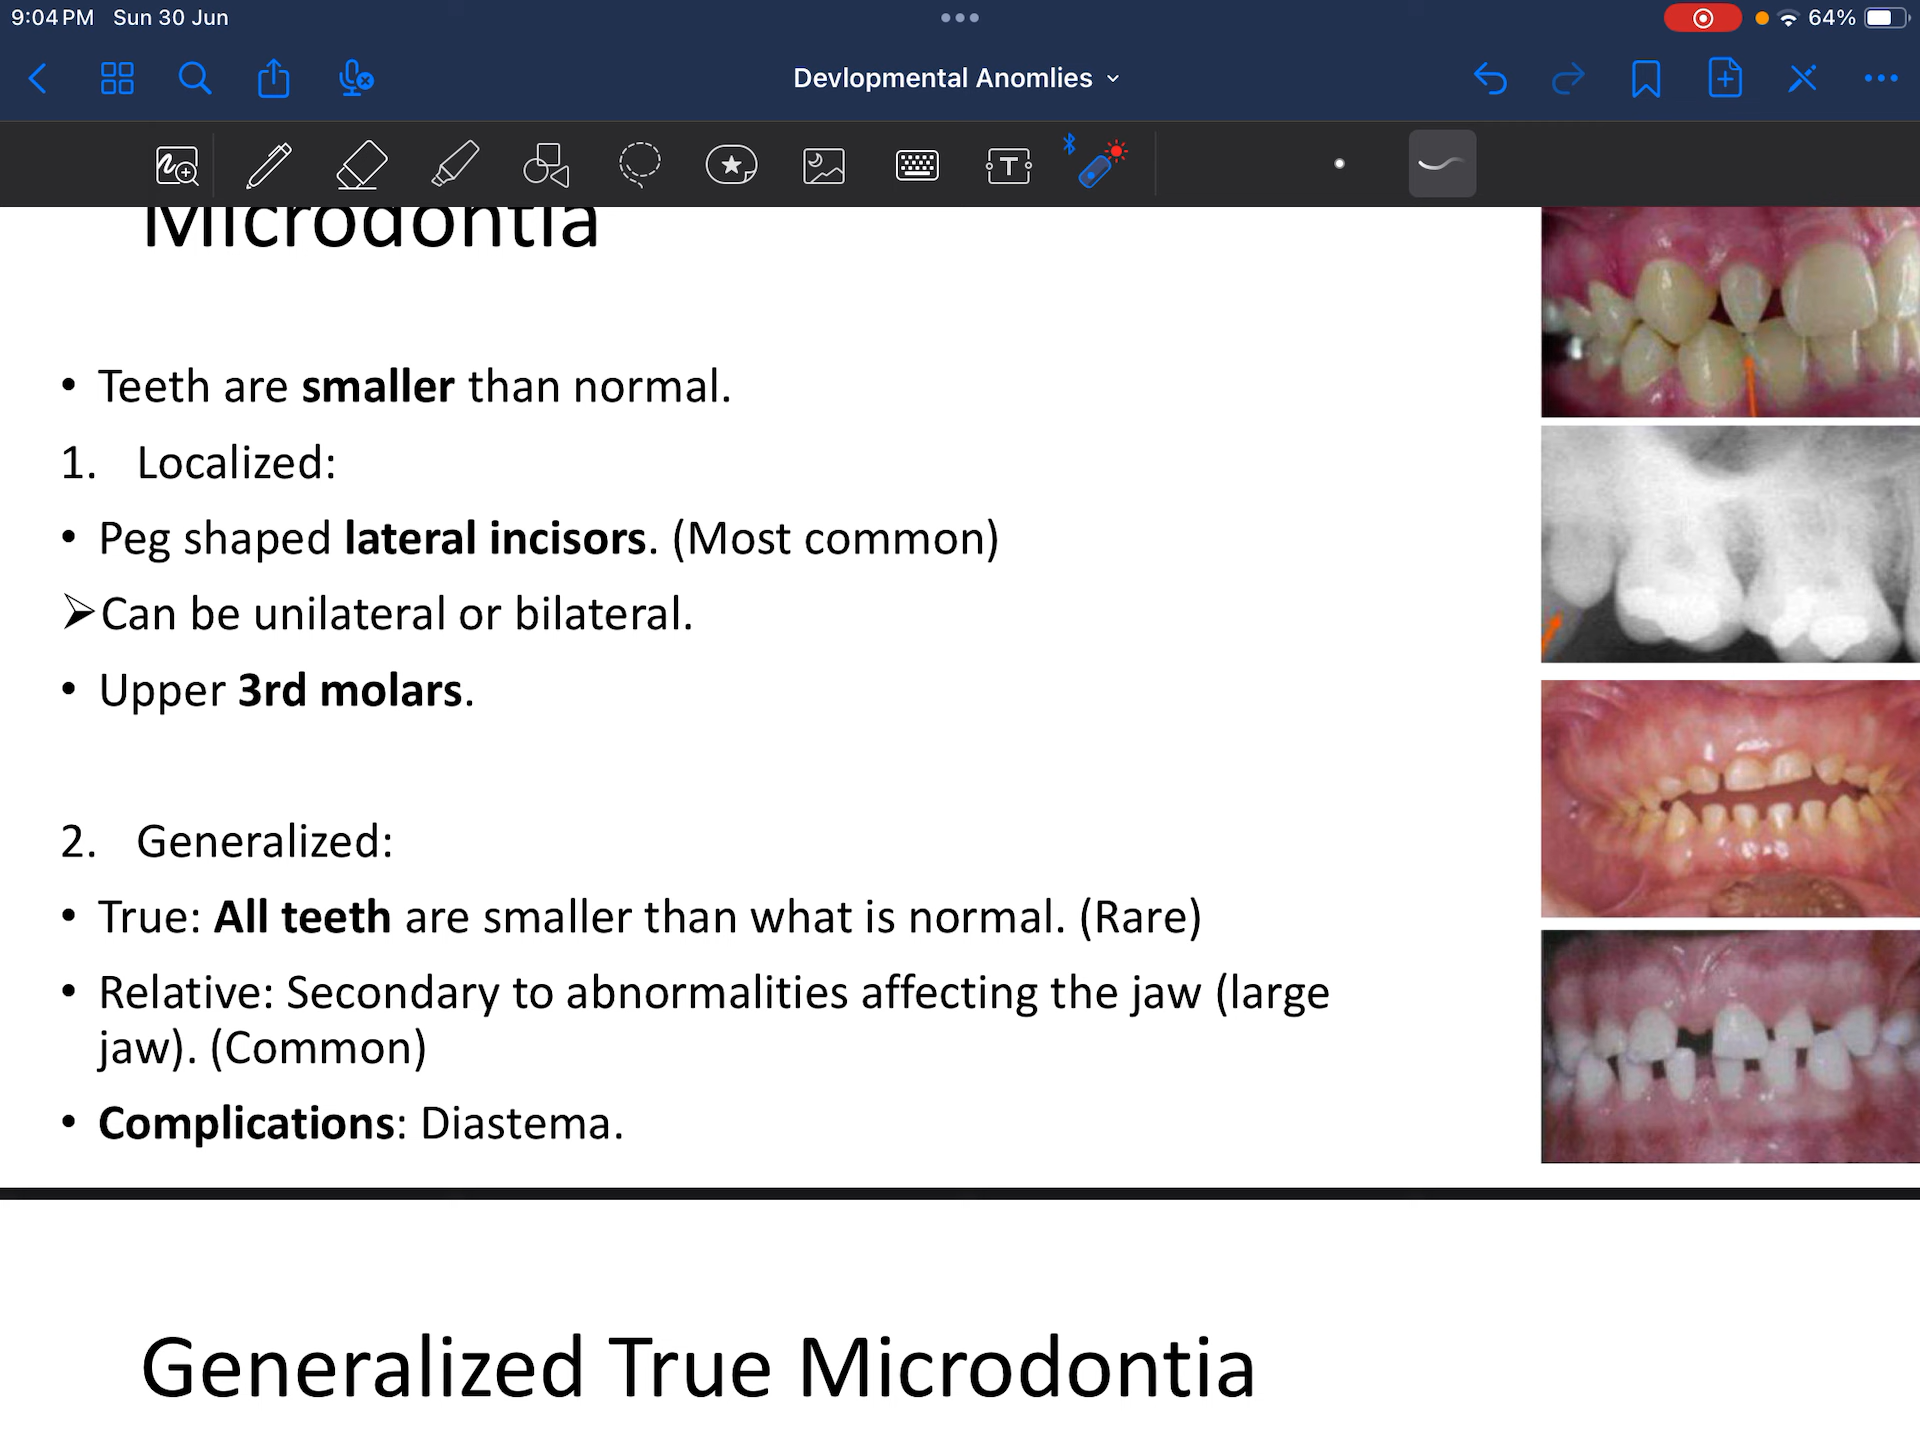 9:04 PM Sun 30 Jun
64%
Devlopmental Anomlies
Microdontia
• Teeth are smaller than normal.
1. Localized:
• Peg shaped lateral incisors. (Most common)
➢Can be unilateral or bilateral.
• Upper 3rd molars.
2. Generalized:
• True: All teeth are smaller than what is normal. (Rare)
• Relative: Secondary to abnormalities affecting the jaw (large
jaw). (Common)
• Complications: Diastema.
Generalized True Microdontia